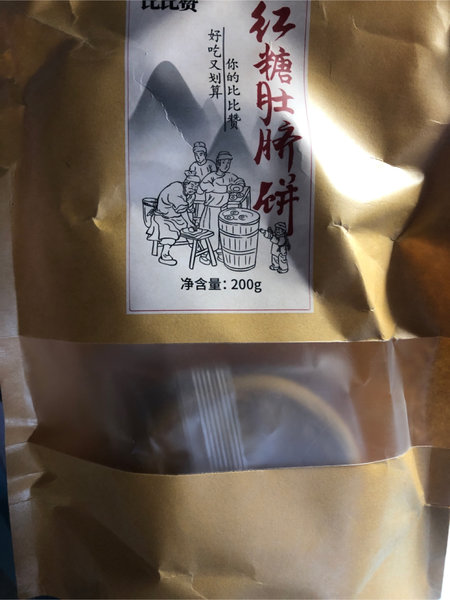 比比赞
红糖肚脐饼
你的比比赞
好吃又划算
净含量：200g